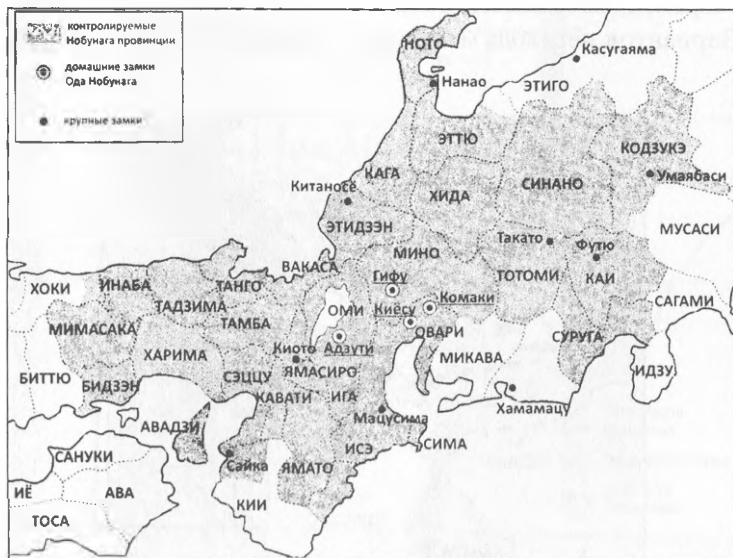 контролируемые
Нобунага провинции
домашние замки
Ода Нобунага
крупные замки
НОТО
Касугаяма
Нанао
ЭТИГО
ЭТТЮ
КОДЗУКЭ
КАГА
СИНАНО
Умаябаси
Китаносё
ХИДА
МУСАСИ
ЭТИДЗЭН
МИНО
Такато
Футю
ВАКАСА
Гифу
ТОТОМИ
КАИ
ХОКИ
ИНАБА
ТАНГО
Комаки
САГАМИ
ТАДЗИМА
ОМИ
Киёсу
МИМАСАКА
ТАМБА
ОВАРИ
СУРУГА
ХАРИМА
Киото
Адзути
МИКАВА
ИДЗУ
БИТТЮ
СЭЦЦУ
ЯМАСИРО
БИДЗЭН
КАВАТИ
ИГА
Хамамацу
АВАДЗИ
Мацусима
СИМА
САНУКИ
Сайка
ЯМАТО
ИСЭ
ИЁ
АВА
КИИ
ТОСА